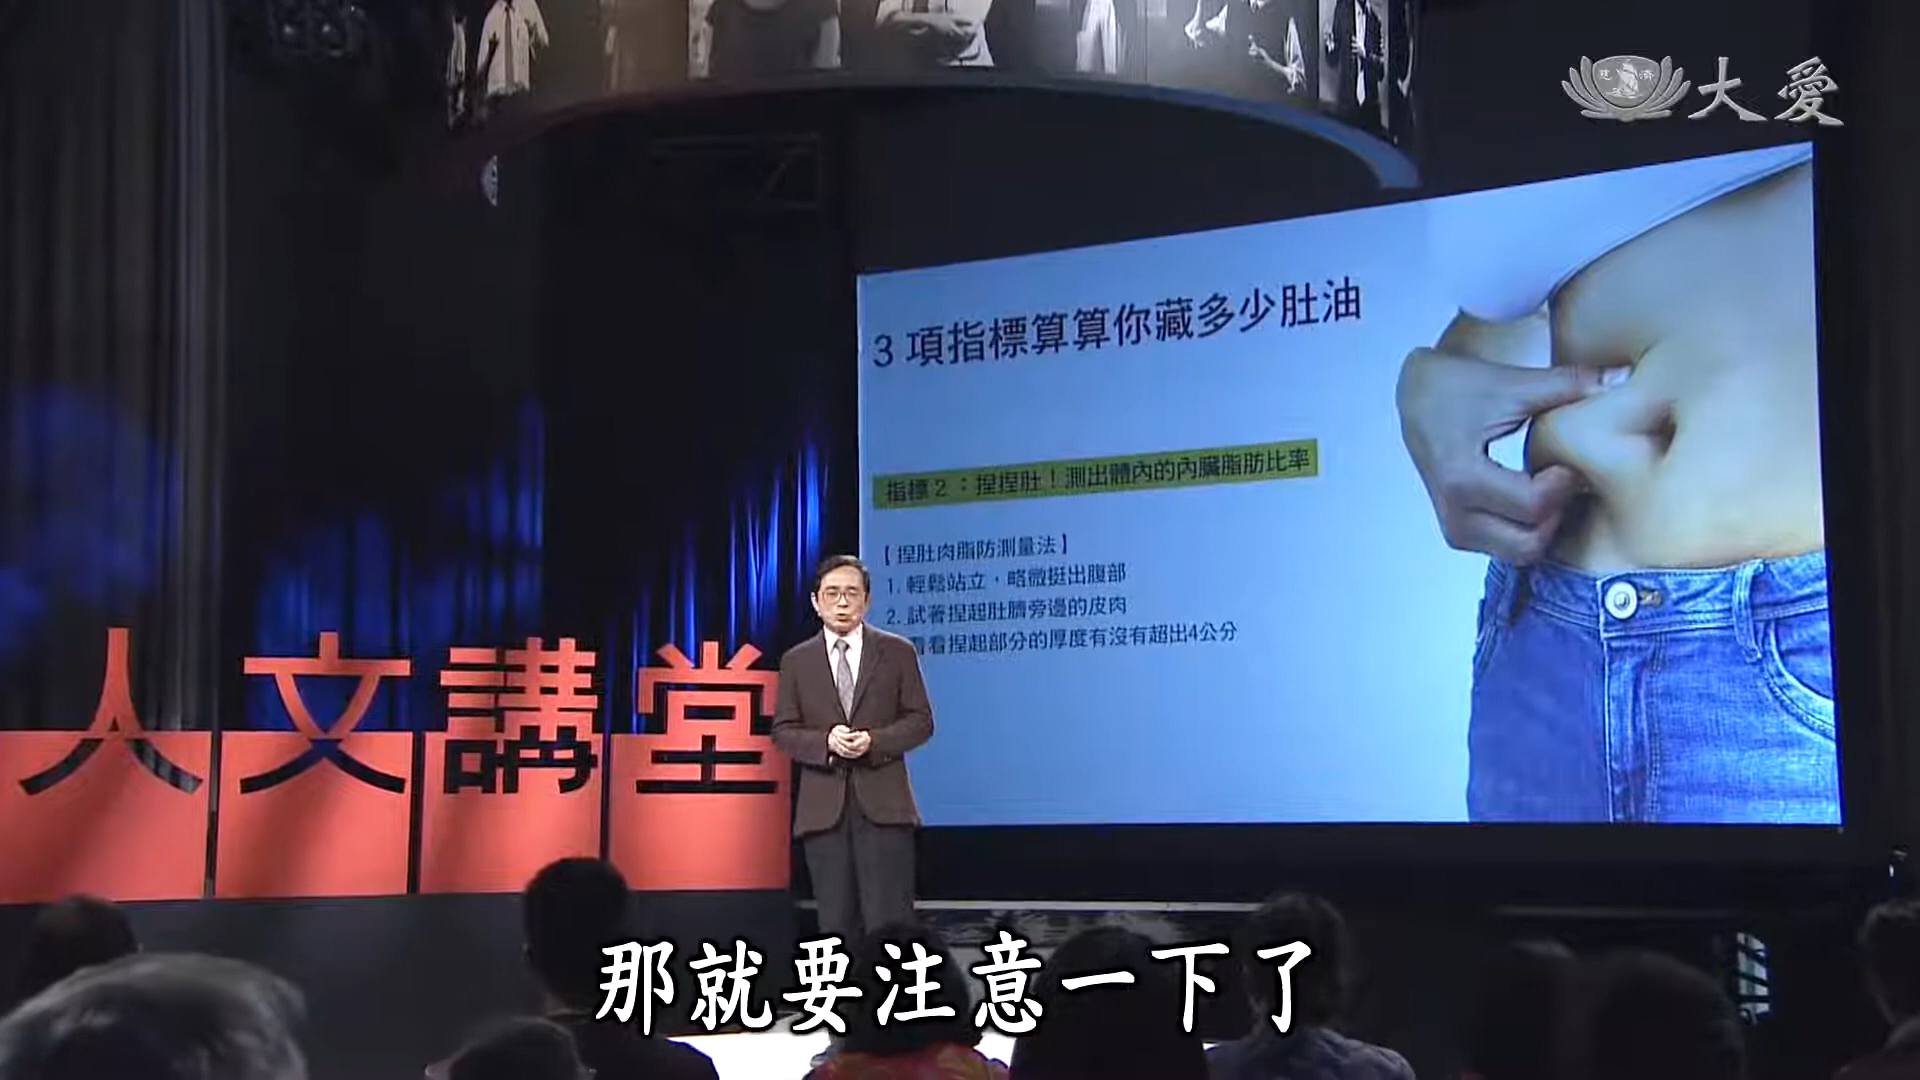 慈濟
大愛
3 項指標算算你藏多少肚油
指標 2：捏捏肚！測出體內的內臟脂肪比率
【 捏肚肉脂防測量法 】
1. 輕鬆站立，略微挺出腹部
2. 試著捏起肚臍旁邊的皮肉
看看捏起部分的厚度有沒有超出4公分
人文講堂
那就要注意一下了